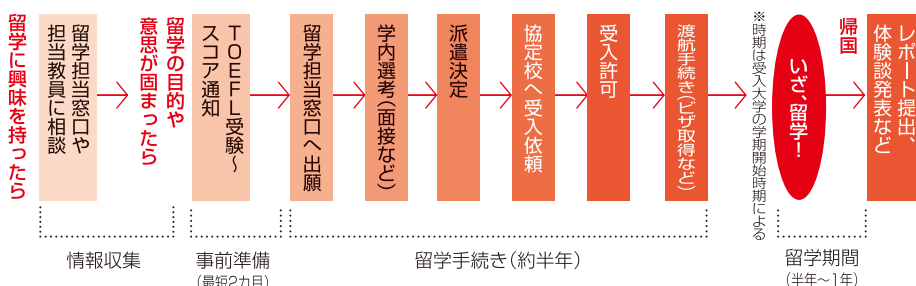 留学に興味を持ったら
留学担当窓口や
担当教員に相談
留学の目的や
意思が固まったら
TOEFL受験～
スコア通知
留学担当窓口へ出願
学内選考(面接など)
派遣決定
協定校へ受入依頼
受入許可
渡航手続き(ビザ取得など)
※時期は受入大学の学期開始時期による
いざ、留学!
帰国
レポート提出、
体験談発表など
情報収集
事前準備
(最短2カ月)
留学手続き(約半年)
留学期間
(半年～1年)